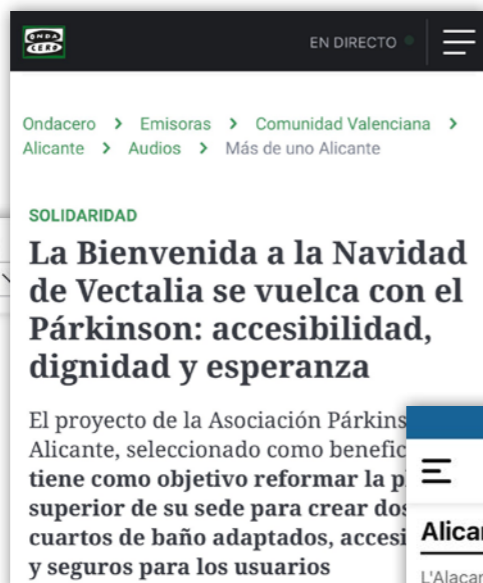 ONDA
CERO
EN DIRECTO
Ondacero > Emisoras > Comunidad Valenciana >
Alicante > Audios > Más de uno Alicante
SOLIDARIDAD
La Bienvenida a la Navidad
de Vectalia se vuelca con el
Párkinson: accesibilidad,
dignidad y esperanza
El proyecto de la Asociación Párkins
Alicante, seleccionado como benefic
tiene como objetivo reformar la p
superior de su sede para crear dos
cuartos de baño adaptados, accesi
y seguros para los usuarios
Alican
L'Alacan